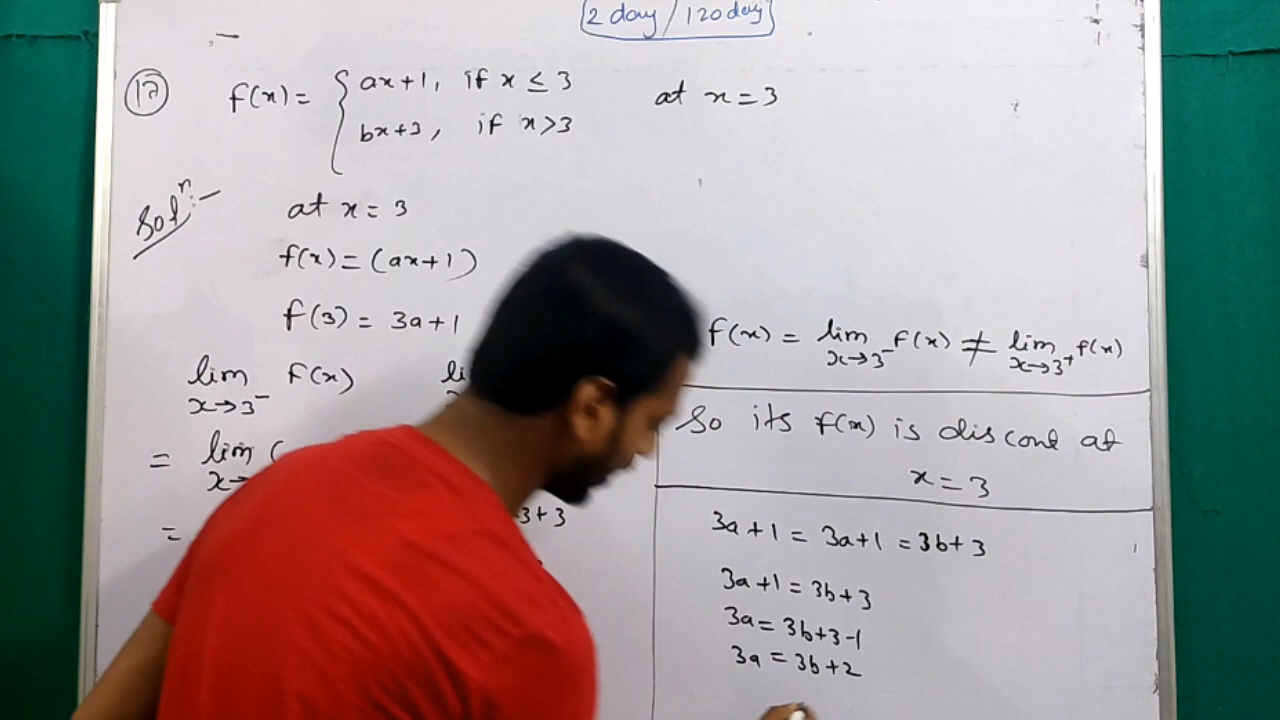 2 day / 120 day
17 f(x) = { ax+1, if x ≤ 3 at x = 3
bx+3, if x>3
Solⁿ:-
at x = 3
f(x) = (ax+1)
f(3) = 3a+1
lim x→3⁻ f(x) li
= lim x→ (
= 3+3
f(x) = lim x→3⁻ f(x) ≠ lim x→3⁺ f(x)
So its f(x) is discont at
x = 3
3a+1 = 3a+1 = 3b+3
3a+1 = 3b+3
3a = 3b+3-1
3a = 3b+2